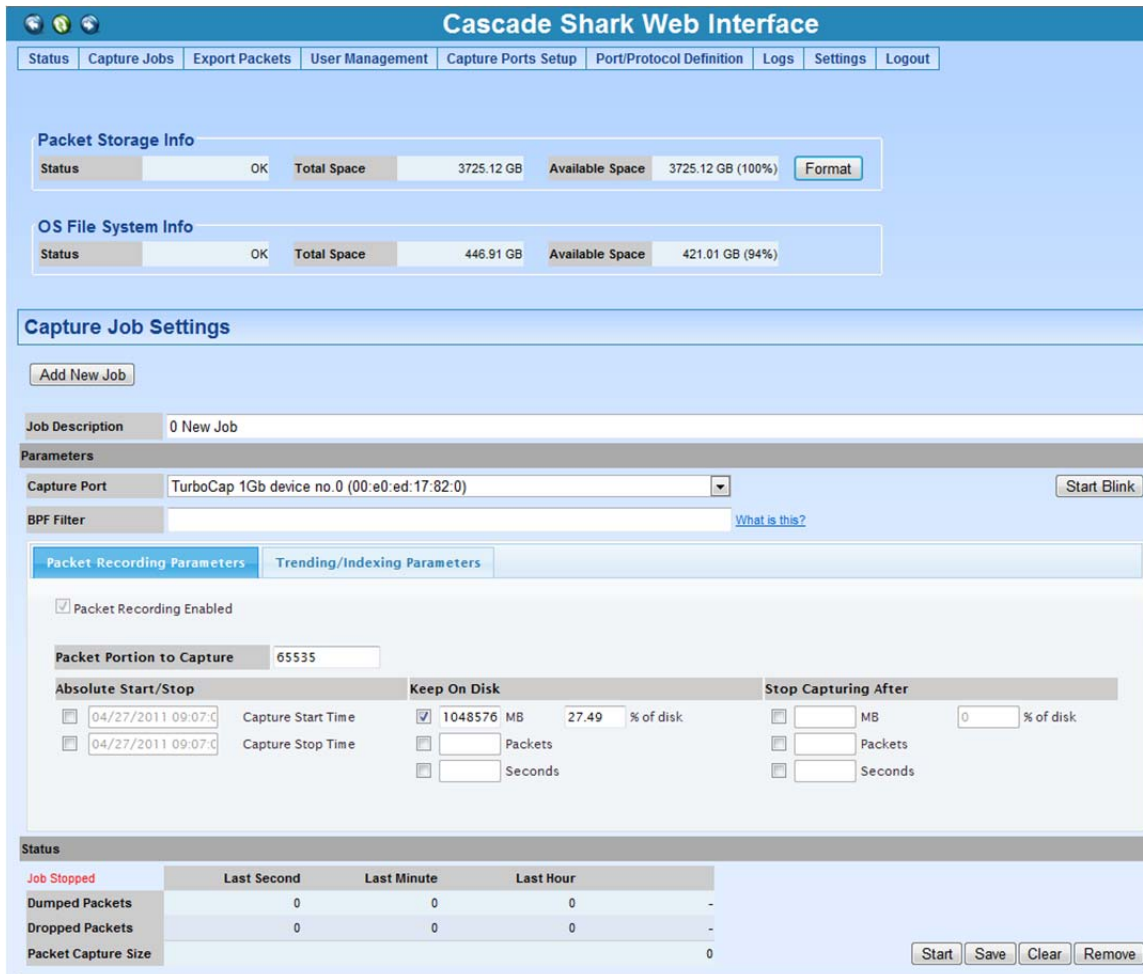 Cascade Shark Web Interface
Status Capture Jobs Export Packets User Management Capture Ports Setup Port/Protocol Definition Logs Settings Logout
Packet Storage Info
Status OK Total Space 3725.12 GB Available Space 3725.12 GB (100%) Format
OS File System Info
Status OK Total Space 446.91 GB Available Space 421.01 GB (94%)
Capture Job Settings
Add New Job
Job Description 0 New Job
Parameters
Capture Port TurboCap 1Gb device no.0 (00:e0:ed:17:82:0) Start Blink
BPF Filter What is this?
Packet Recording Parameters Trending/Indexing Parameters
Packet Recording Enabled
Packet Portion to Capture 65535
Absolute Start/Stop Keep On Disk Stop Capturing After
04/27/2011 09:07:0 Capture Start Time 1048576 MB 27.49 % of disk MB 0 % of disk
04/27/2011 09:07:0 Capture Stop Time Packets Packets
Seconds Seconds
Status
Job Stopped Last Second Last Minute Last Hour
Dumped Packets 0 0 0 -
Dropped Packets 0 0 0 -
Packet Capture Size 0 Start Save Clear Remove